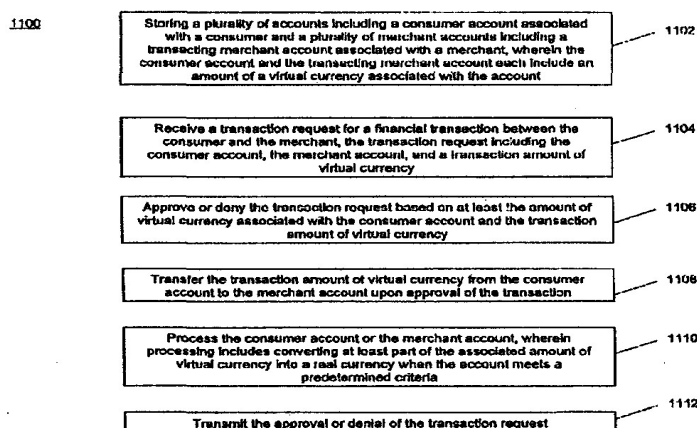 1100
Storing a plurality of accounts including a consumer account associated
with a consumer and a plurality of merchant accounts including a
transacting merchant account associated with a merchant, wherein the
consumer account and the transacting merchant account each include an
amount of a virtual currency associated with the account
1102
Receive a transaction request for a financial transaction between the
consumer and the merchant, the transaction request including the
consumer account, the merchant account, and a transaction amount of
virtual currency
1104
Approve or deny the transaction request based on at least the amount of
virtual currency associated with the consumer account and the transaction
amount of virtual currency
1106
Transfer the transaction amount of virtual currency from the consumer
account to the merchant account upon approval of the transaction
1108
Process the consumer account or the merchant account, wherein
processing includes converting at least part of the associated amount of
virtual currency into a real currency when the account meets a
predetermined criteria
1110
Transmit the approval or denial of the transaction request
1112